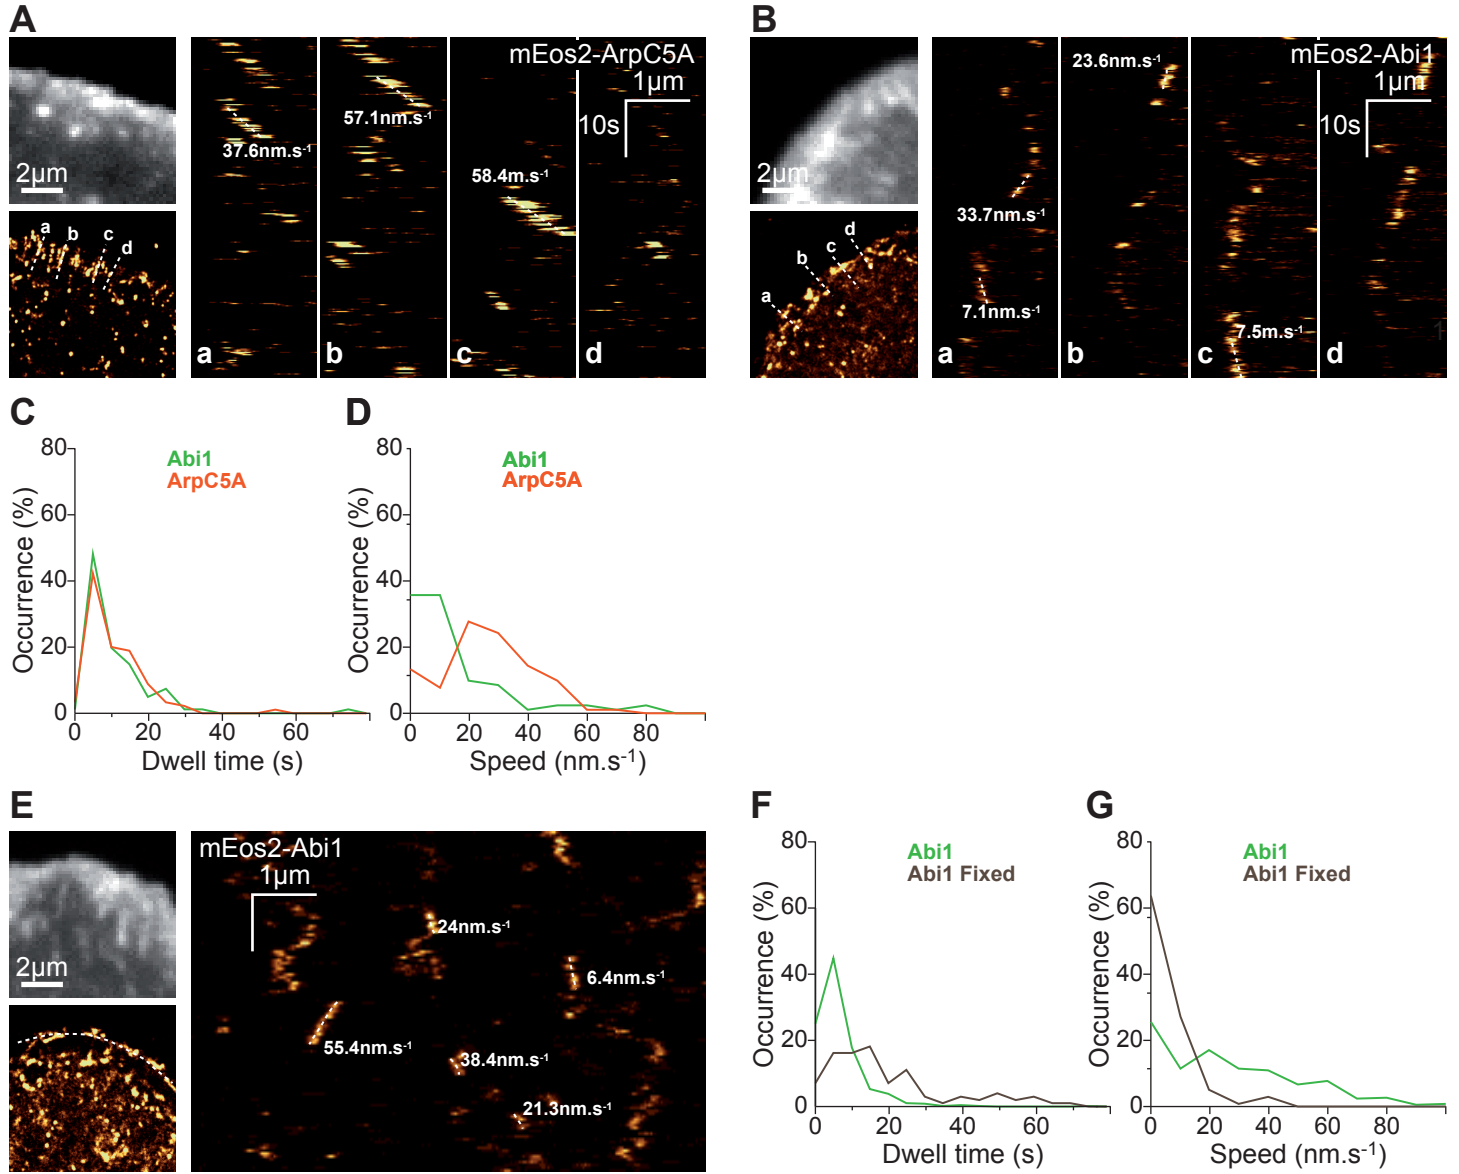 A
2μm
a b c d
37.6nm.s-1
a
57.1nm.s-1
b
58.4m.s-1
c
mEos2-ArpC5A
1μm
10s
d
B
2μm
a b c d
33.7nm.s-1
7.1nm.s-1
a
23.6nm.s-1
b
7.5m.s-1
c
mEos2-Abi1
1μm
10s
1
d
C
Abi1
ArpC5A
Occurrence (%)
80
60
40
20
0
0 20 40 60
Dwell time (s)
D
Abi1
ArpC5A
Occurrence (%)
80
60
40
20
0
0 20 40 60 80
Speed (nm.s-1)
E
2μm
mEos2-Abi1
1μm
24nm.s-1
6.4nm.s-1
55.4nm.s-1
38.4nm.s-1
21.3nm.s-1
F
Abi1
Abi1 Fixed
Occurrence (%)
80
60
40
20
0
0 20 40 60
Dwell time (s)
G
Abi1
Abi1 Fixed
Occurrence (%)
80
60
40
20
0
0 20 40 60 80
Speed (nm.s-1)